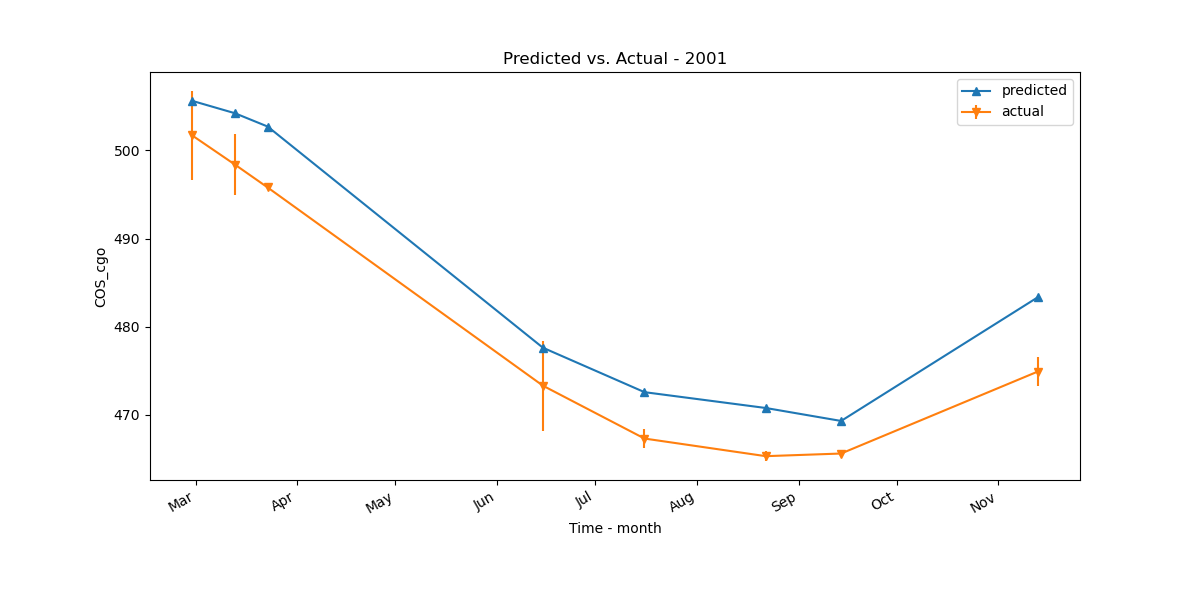 Predicted vs. Actual - 2001
predicted
actual
COS_cgo
500
490
480
470
Mar
Apr
May
Jun
Jul
Aug
Sep
Oct
Nov
Time - month